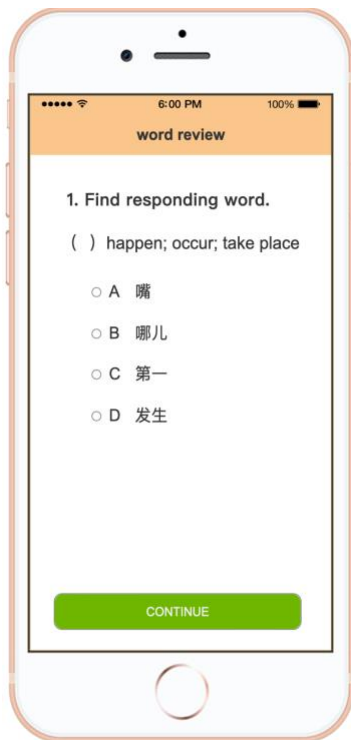 6:00 PM 100%
word review
1. Find responding word.
( ) happen; occur; take place
A 嘴
B 哪儿
C 第一
D 发生
CONTINUE